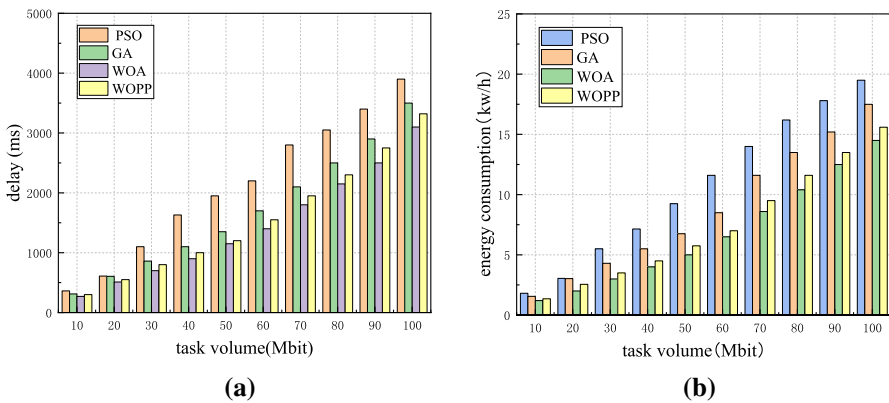 5000
4000
3000
2000
1000
0
delay (ms)
PSO
GA
WOA
WOPP
10 20 30 40 50 60 70 80 90 100
task volume(Mbit)
(a)
25
20
15
10
5
0
energy consumption(kw/h)
PSO
GA
WOA
WOPP
10 20 30 40 50 60 70 80 90 100
task volume(Mbit)
(b)